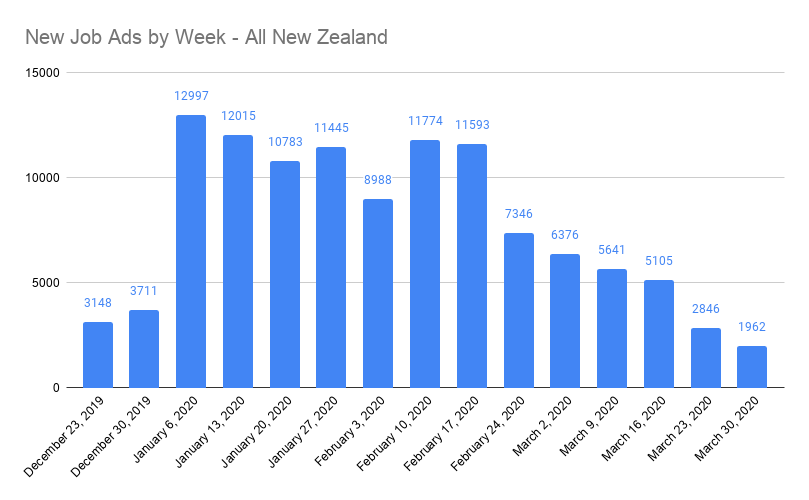 New Job Ads by Week - All New Zealand
15000
10000
5000
0
3148
3711
12997
12015
10783
11445
8988
11774
11593
7346
6376
5641
5105
2846
1962
December 23, 2019
December 30, 2019
January 6, 2020
January 13, 2020
January 20, 2020
January 27, 2020
February 3, 2020
February 10, 2020
February 17, 2020
February 24, 2020
March 2, 2020
March 9, 2020
March 16, 2020
March 23, 2020
March 30, 2020